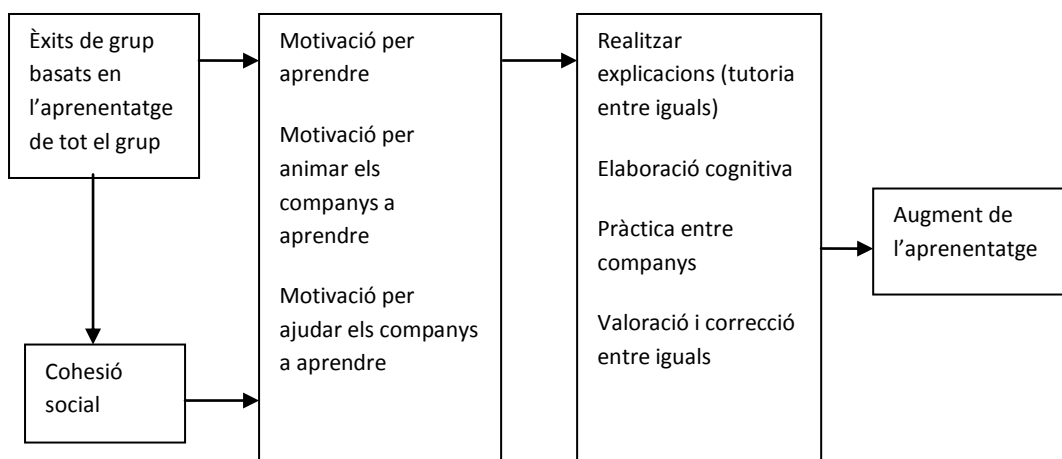 Èxits de grup
basats en
l’aprenentatge
de tot el grup
Cohesió
social
Motivació per
aprendre
Motivació per
animar els
companys a
aprendre
Motivació per
ajudar els companys
a aprendre
Realitzar
explicacions (tutoria
entre iguals)
Elaboració cognitiva
Pràctica entre
companys
Valoració i correcció
entre iguals
Augment de
l’aprenentatge